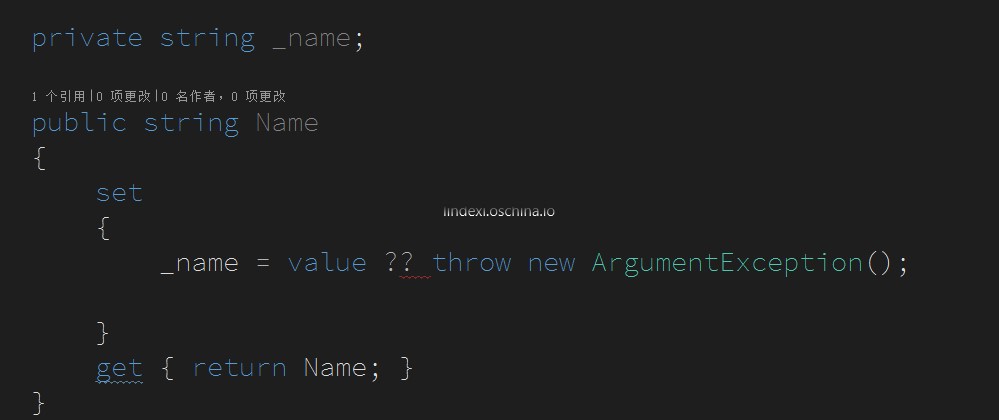 private string _name;
1 个引用|0 项更改|0 名作者，0 项更改
public string Name
{
set
{
lindexi.oschina.io
_name = value ?? throw new ArgumentException();
}
get { return Name; }
}